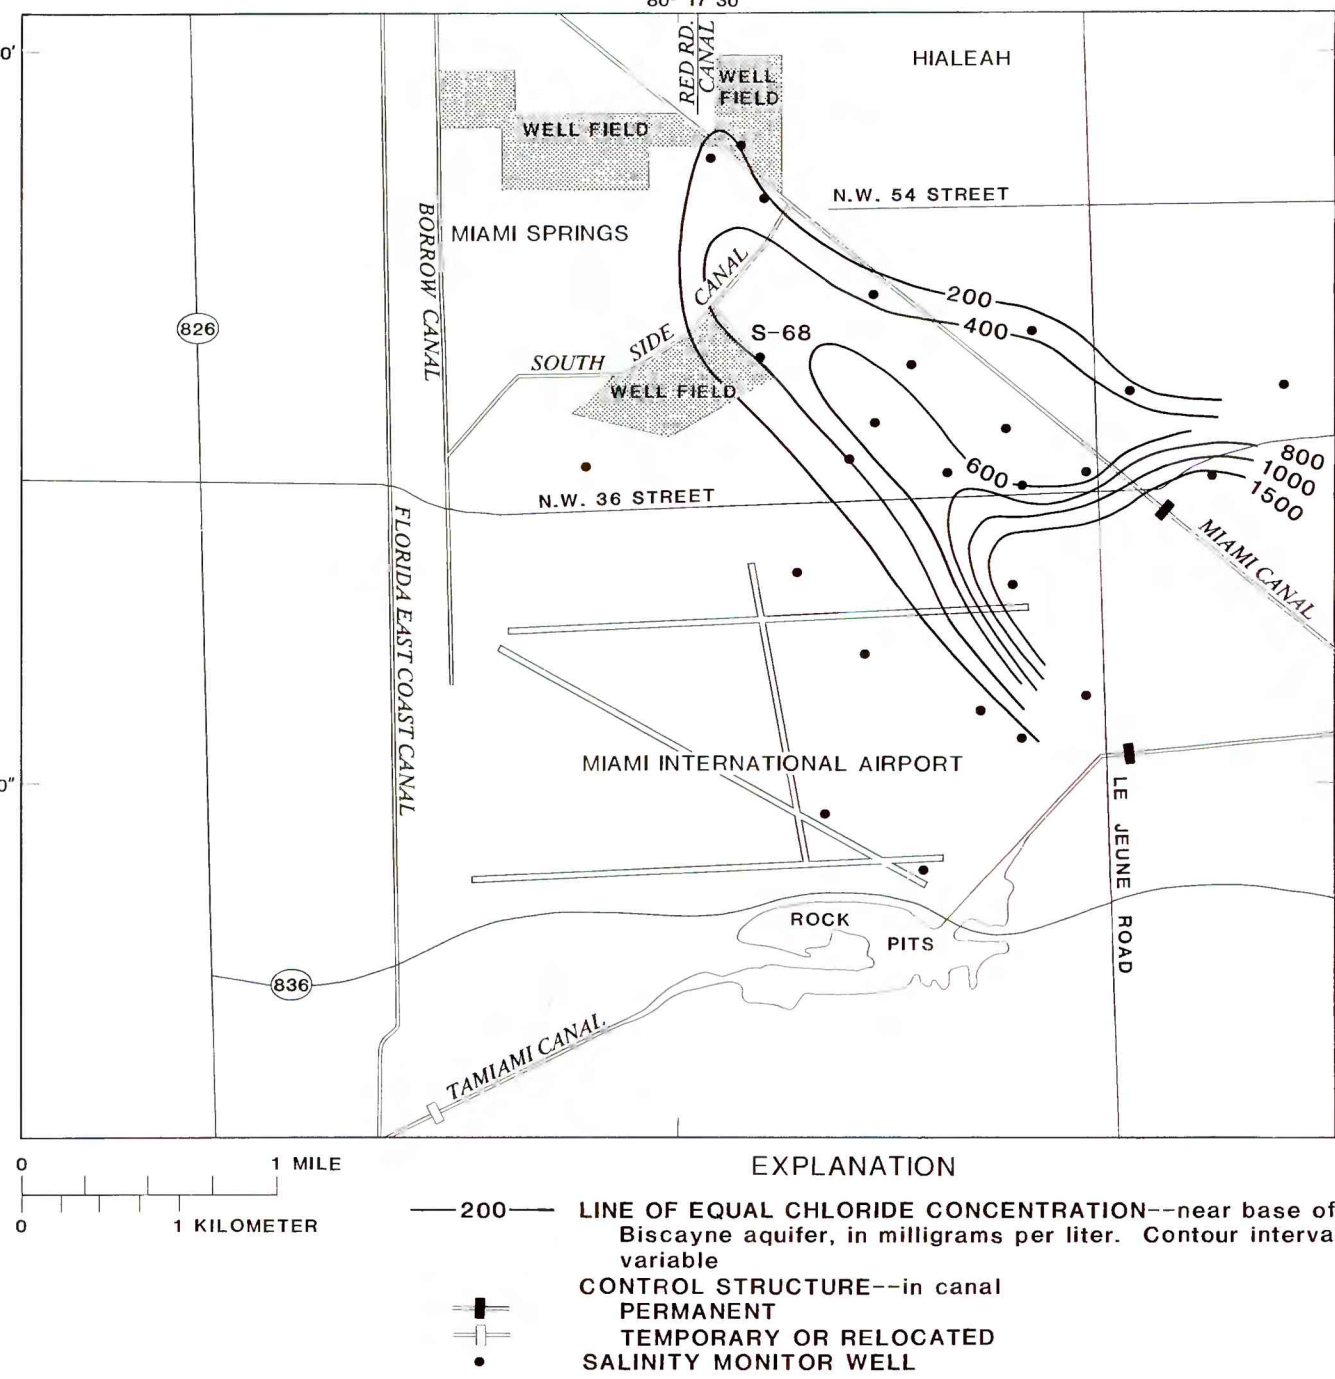 80° 17'30"
0'
RED RD.
CANAL
HIALEAH
WELL
FIELD
WELL FIELD
N.W. 54 STREET
BORROW CANAL
MIAMI SPRINGS
CANAL
200
826
400
S-68
SIDE
SOUTH
WELL FIELD
800
600
1000
N.W. 36 STREET
1500
MIAMI CANAL
FLORIDA EAST COAST CANAL
MIAMI INTERNATIONAL AIRPORT
0"
LE JEUNE ROAD
ROCK
PITS
836
TAMIAMI CANAL
0 1 MILE
0 1 KILOMETER
EXPLANATION
200 LINE OF EQUAL CHLORIDE CONCENTRATION--near base of
Biscayne aquifer, in milligrams per liter. Contour interva
variable
CONTROL STRUCTURE--in canal
PERMANENT
TEMPORARY OR RELOCATED
SALINITY MONITOR WELL